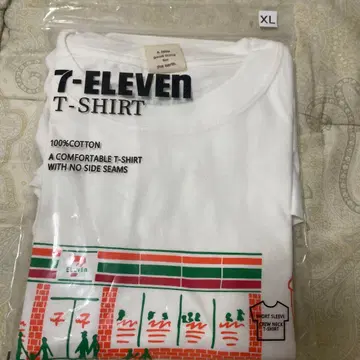 XL
7-ELEVEN
T-SHIRT
100%COTTON
A COMFORTABLE T-SHIRT
WITH NO SIDE SEAMS
7
ELEVEN
7 7
SHORT SLEEVE
CREW NECK
T-SHIRT